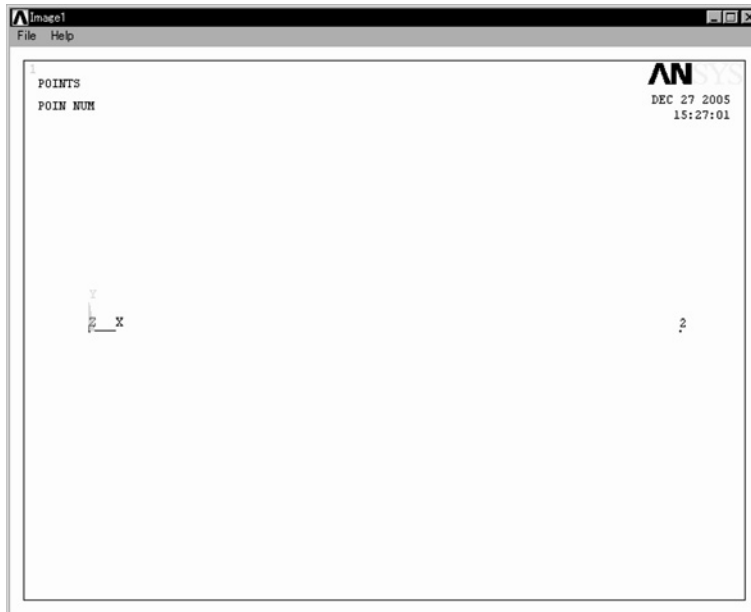 Image1
File Help
1
POINTS
POIN NUM
ANSYS
DEC 27 2005
15:27:01
Y
Z X
2